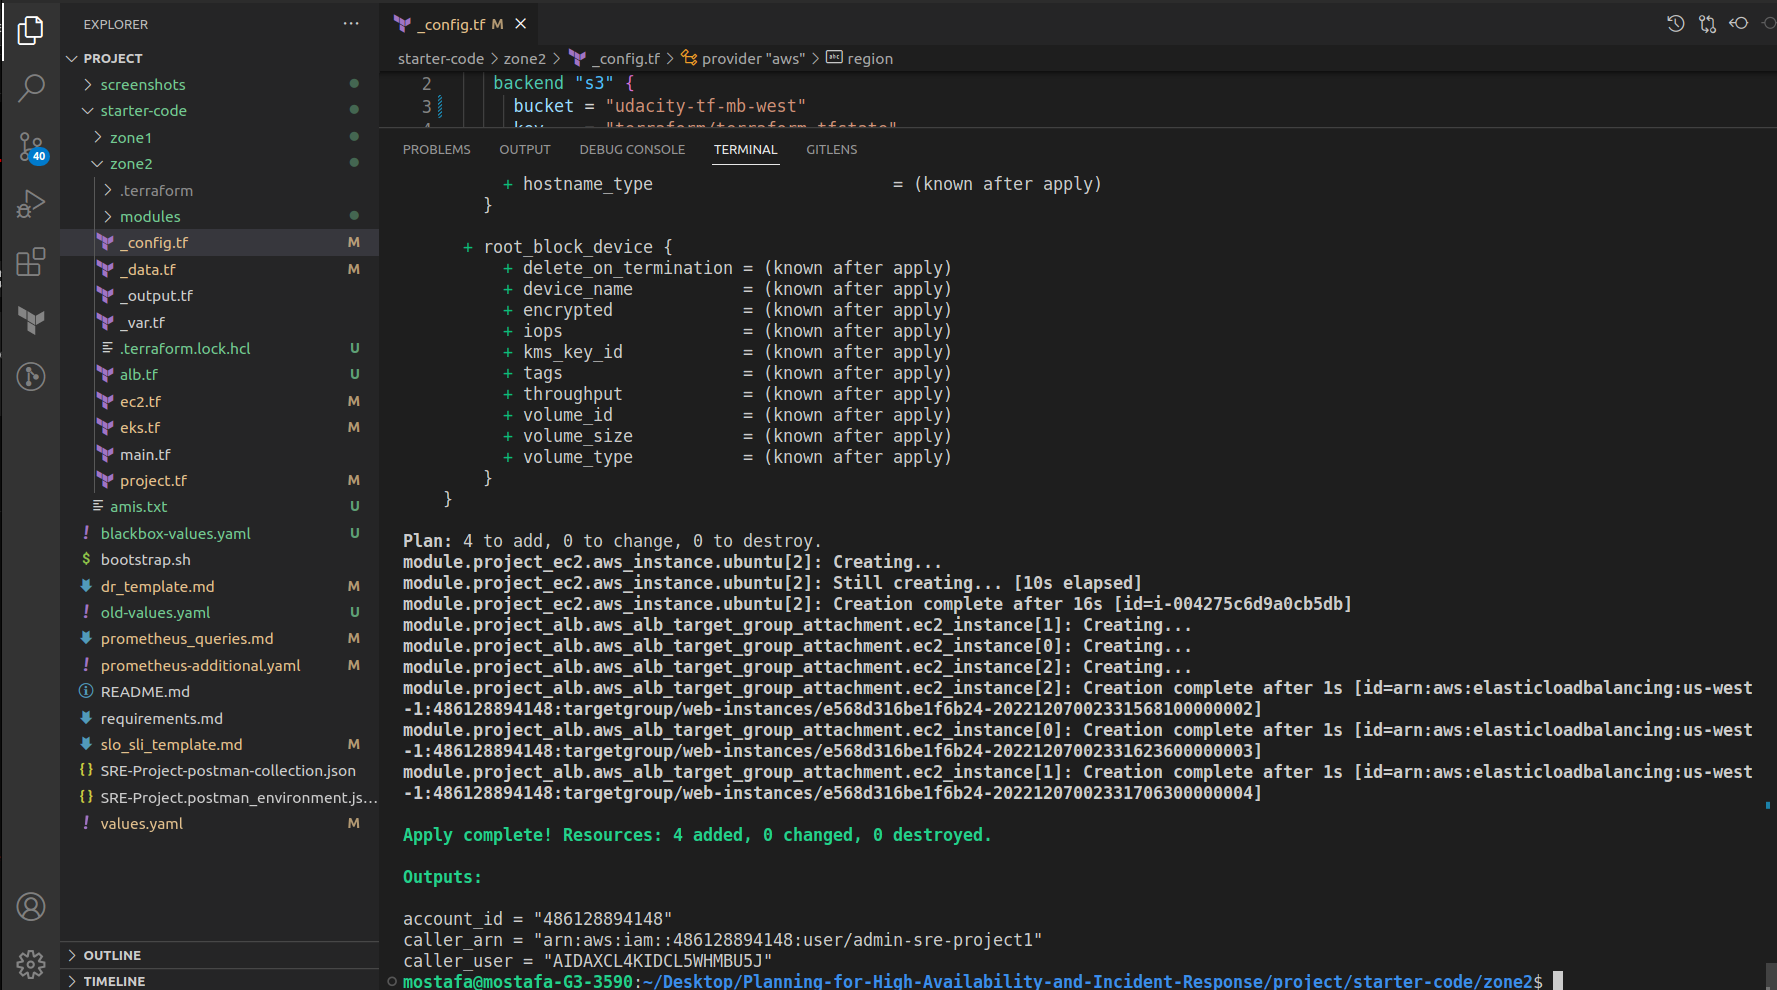 EXPLORER
PROJECT
screenshots
starter-code
zone1
zone2
.terraform
modules
_config.tf M
_data.tf M
_output.tf
_var.tf
.terraform.lock.hcl U
alb.tf U
ec2.tf M
eks.tf M
main.tf
project.tf M
amis.txt U
! blackbox-values.yaml U
$ bootstrap.sh
dr_template.md M
! old-values.yaml U
prometheus_queries.md M
! prometheus-additional.yaml M
README.md
requirements.md
slo_sli_template.md M
{} SRE-Project-postman-collection.json
{} SRE-Project.postman_environment.js...
! values.yaml M
OUTLINE
TIMELINE
40
_config.tf M
starter-code > zone2 > _config.tf > provider "aws" > abc region
2 backend "s3" {
3 bucket = "udacity-tf-mb-west"
4 key = "terraform/terraform.tfstate"
PROBLEMS OUTPUT DEBUG CONSOLE TERMINAL GITLENS
+ hostname_type = (known after apply)
}
+ root_block_device {
+ delete_on_termination = (known after apply)
+ device_name = (known after apply)
+ encrypted = (known after apply)
+ iops = (known after apply)
+ kms_key_id = (known after apply)
+ tags = (known after apply)
+ throughput = (known after apply)
+ volume_id = (known after apply)
+ volume_size = (known after apply)
+ volume_type = (known after apply)
}
}
Plan: 4 to add, 0 to change, 0 to destroy.
module.project_ec2.aws_instance.ubuntu[2]: Creating...
module.project_ec2.aws_instance.ubuntu[2]: Still creating... [10s elapsed]
module.project_ec2.aws_instance.ubuntu[2]: Creation complete after 16s [id=i-004275c6d9a0cb5db]
module.project_alb.aws_alb_target_group_attachment.ec2_instance[1]: Creating...
module.project_alb.aws_alb_target_group_attachment.ec2_instance[0]: Creating...
module.project_alb.aws_alb_target_group_attachment.ec2_instance[2]: Creating...
module.project_alb.aws_alb_target_group_attachment.ec2_instance[2]: Creation complete after 1s [id=arn:aws:elasticloadbalancing:us-west
-1:486128894148:targetgroup/web-instances/e568d316be1f6b24-20221207002331568100000002]
module.project_alb.aws_alb_target_group_attachment.ec2_instance[0]: Creation complete after 1s [id=arn:aws:elasticloadbalancing:us-west
-1:486128894148:targetgroup/web-instances/e568d316be1f6b24-20221207002331623600000003]
module.project_alb.aws_alb_target_group_attachment.ec2_instance[1]: Creation complete after 1s [id=arn:aws:elasticloadbalancing:us-west
-1:486128894148:targetgroup/web-instances/e568d316be1f6b24-20221207002331706300000004]
Apply complete! Resources: 4 added, 0 changed, 0 destroyed.
Outputs:
account_id = "486128894148"
caller_arn = "arn:aws:iam::486128894148:user/admin-sre-project1"
caller_user = "AIDAXCL4KIDCL5WHMBU5J"
mostafa@mostafa-G3-3590:~/Desktop/Planning-for-High-Availability-and-Incident-Response/project/starter-code/zone2$